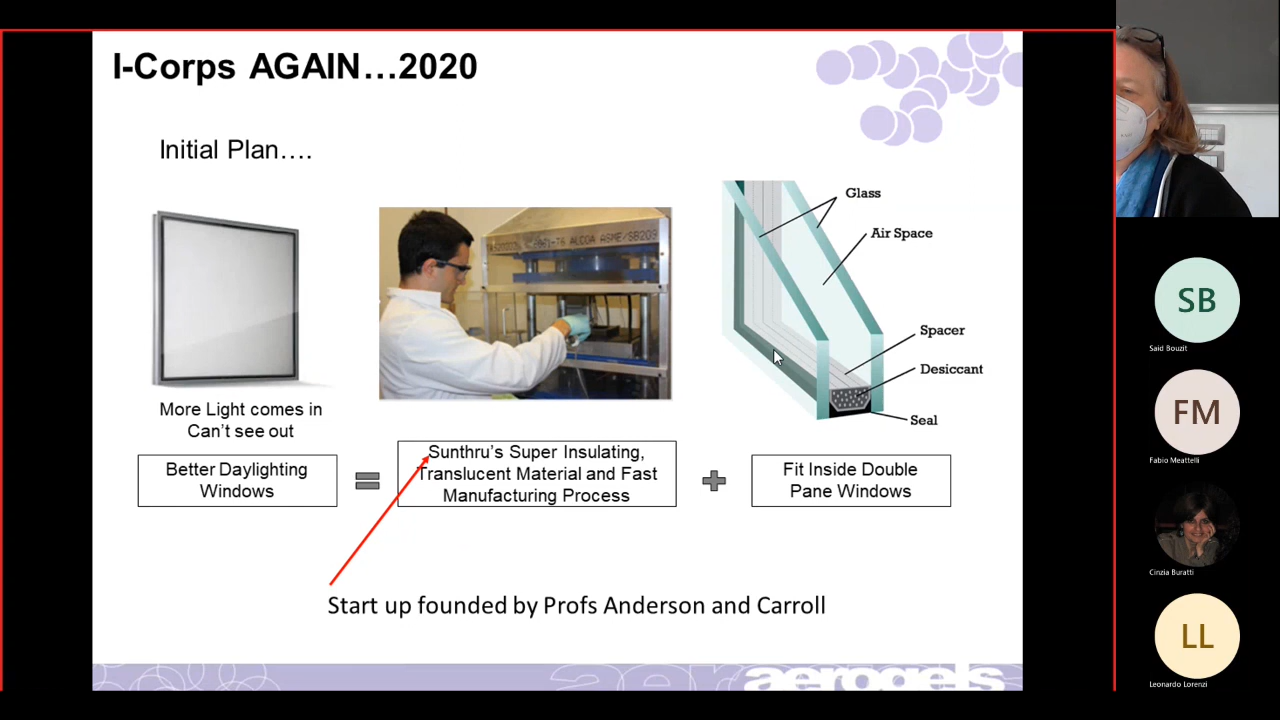 I-Corps AGAIN…2020
Initial Plan….
Glass
Air Space
Spacer
Desiccant
Seal
More Light comes in
Can't see out
Better Daylighting
Windows
Sunthru's Super Insulating,
Translucent Material and Fast
Manufacturing Process
Fit Inside Double
Pane Windows
Start up founded by Profs Anderson and Carroll
aerogels
SB
Said Bouzit
FM
Fabio Meattelli
Cinzia Buratti
LL
Leonardo Lorenzi